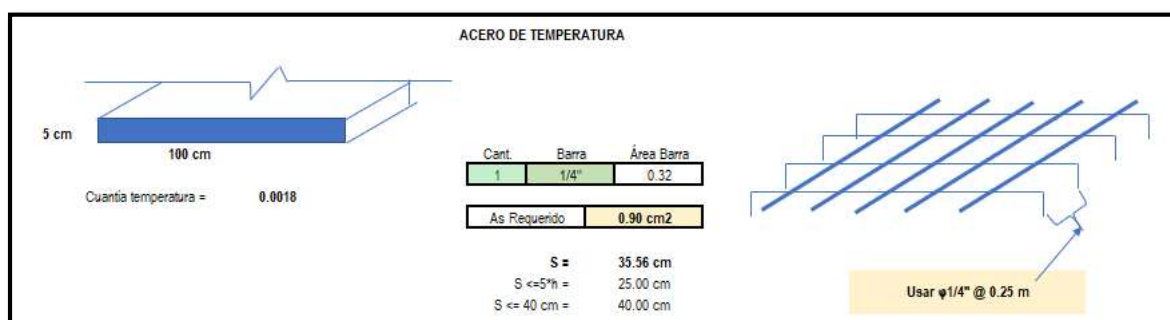 ACERO DE TEMPERATURA
5 cm
100 cm
Cuantía temperatura = 0.0018
Cant. Barra Área Barra
1 1/4" 0.32
As Requerido 0.90 cm2
S = 35.56 cm
S <=5*h = 25.00 cm
S <= 40 cm = 40.00 cm
Usar φ1/4" @ 0.25 m